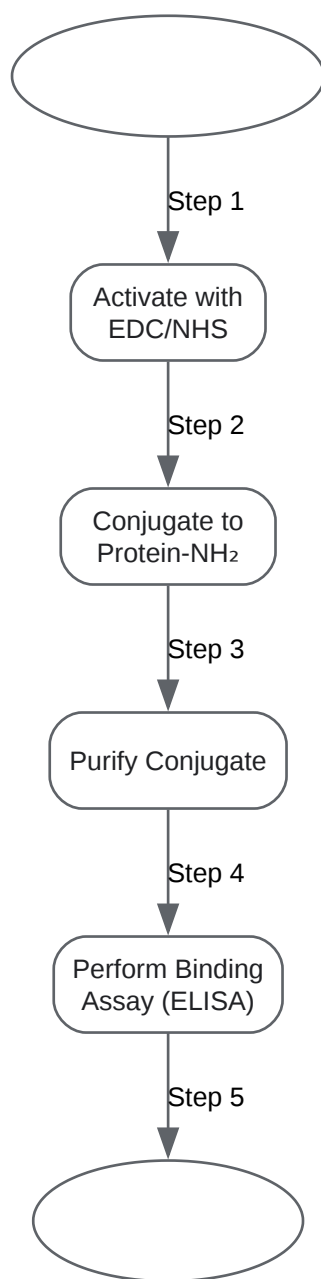 Step 1
Activate with
EDC/NHS
Step 2
Conjugate to
Protein-NH₂
Step 3
Purify Conjugate
Step 4
Perform Binding
Assay (ELISA)
Step 5